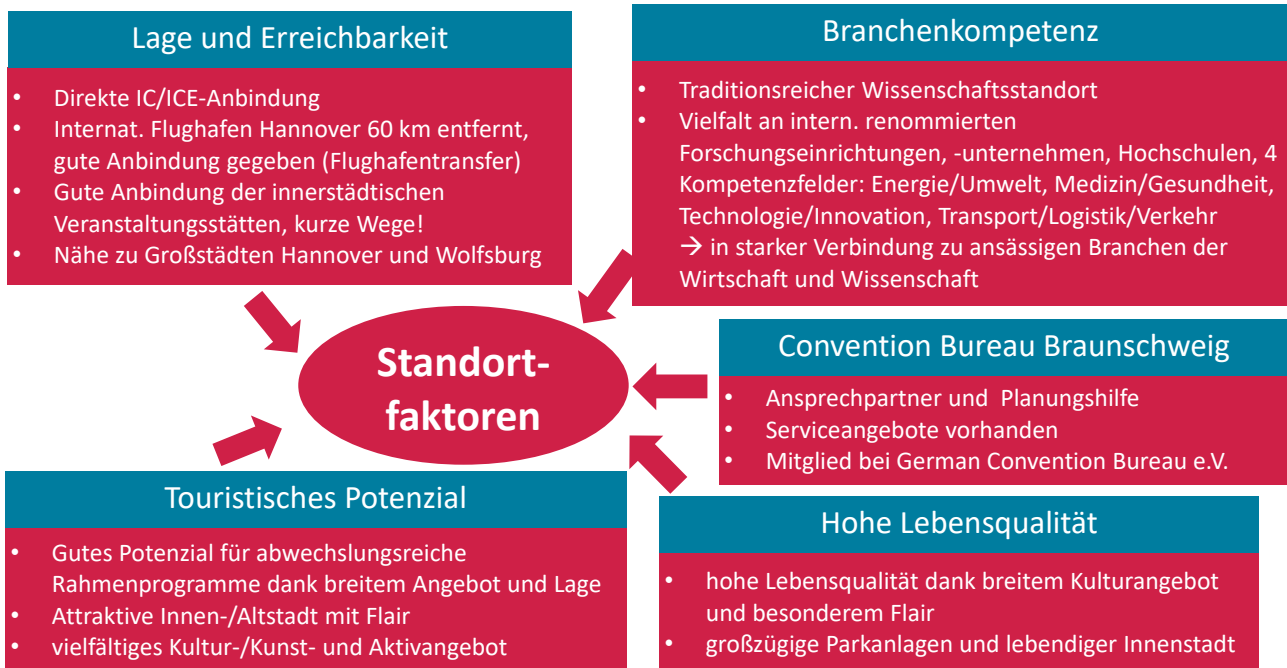 Lage und Erreichbarkeit
• Direkte IC/ICE-Anbindung
• Internat. Flughafen Hannover 60 km entfernt,
gute Anbindung gegeben (Flughafentransfer)
• Gute Anbindung der innerstädtischen
Veranstaltungsstätten, kurze Wege!
• Nähe zu Großstädten Hannover und Wolfsburg
Branchenkompetenz
• Traditionsreicher Wissenschaftsstandort
• Vielfalt an intern. renommierten
Forschungseinrichtungen, -unternehmen, Hochschulen, 4
Kompetenzfelder: Energie/Umwelt, Medizin/Gesundheit,
Technologie/Innovation, Transport/Logistik/Verkehr
→ in starker Verbindung zu ansässigen Branchen der
Wirtschaft und Wissenschaft
Standort-
faktoren
Convention Bureau Braunschweig
• Ansprechpartner und Planungshilfe
• Serviceangebote vorhanden
• Mitglied bei German Convention Bureau e.V.
Touristisches Potenzial
• Gutes Potenzial für abwechslungsreiche
Rahmenprogramme dank breitem Angebot und Lage
• Attraktive Innen-/Altstadt mit Flair
• vielfältiges Kultur-/Kunst- und Aktivangebot
Hohe Lebensqualität
• hohe Lebensqualität dank breitem Kulturangebot
und besonderem Flair
• großzügige Parkanlagen und lebendiger Innenstadt